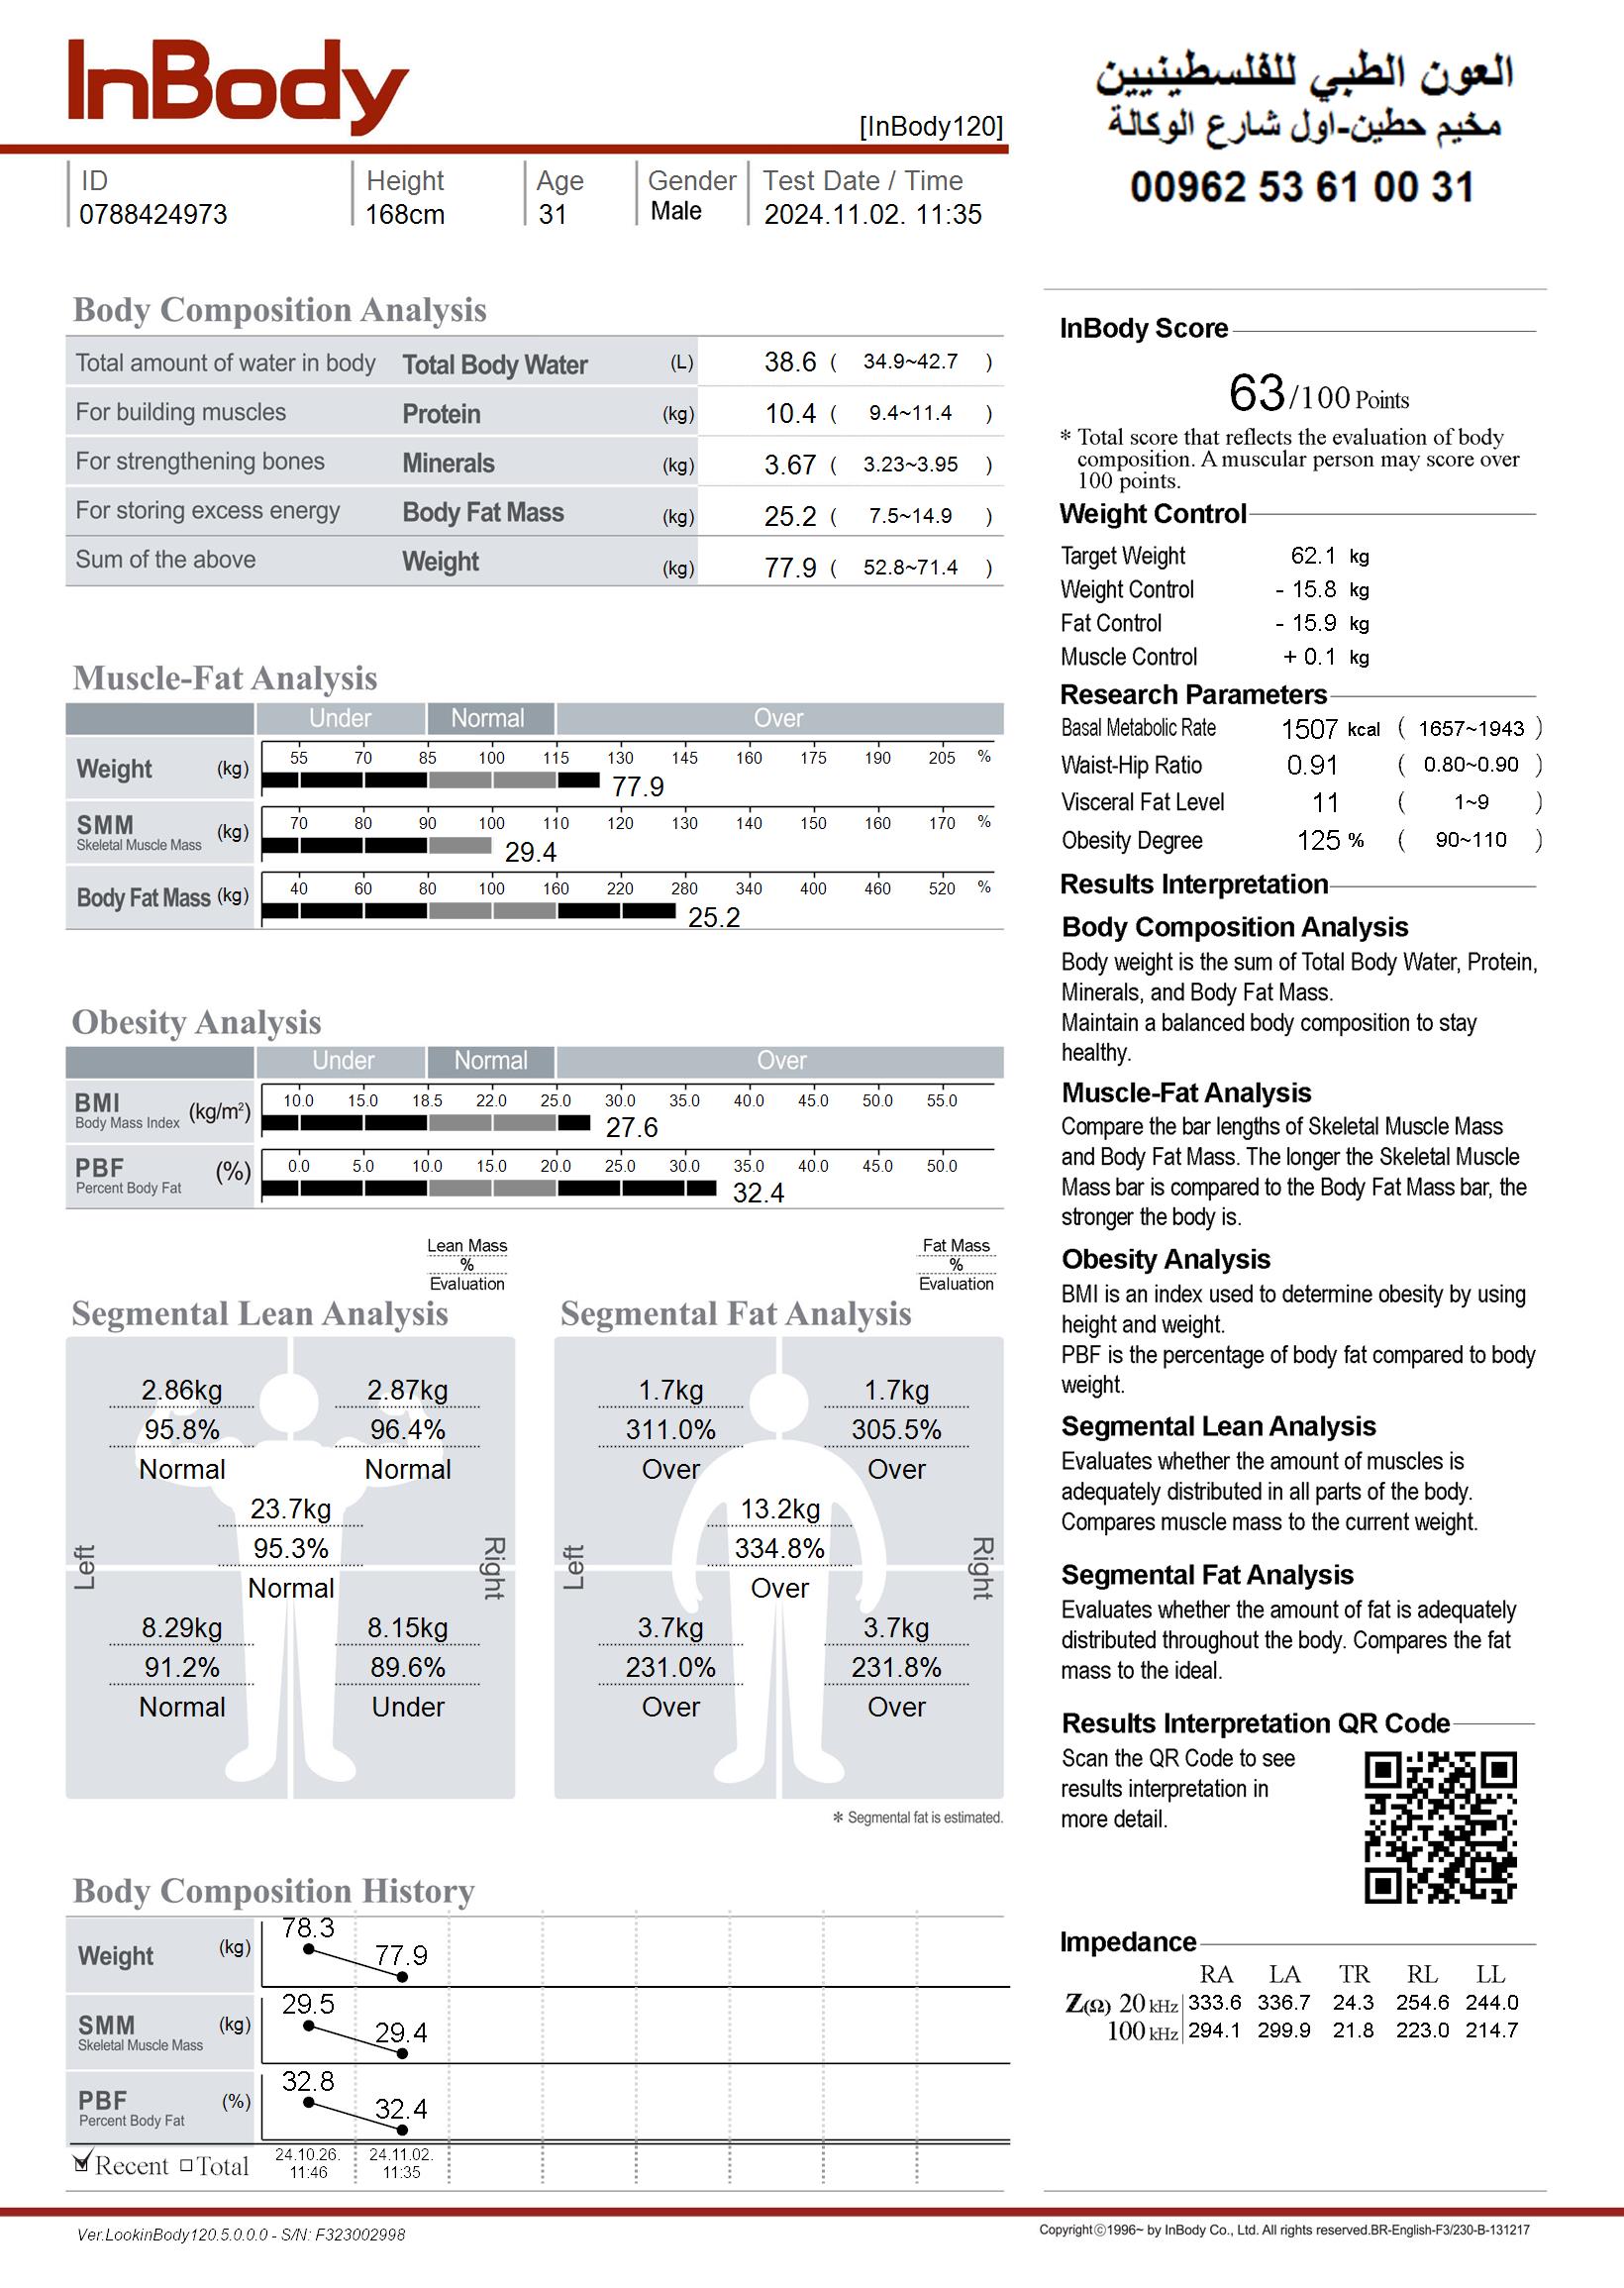 InBody
[InBody120]
العون الطبي للفلسطينيين
مخيم حطين-اول شارع الوكالة
00962 53 61 00 31
ID Height Age Gender Test Date / Time
0788424973 168cm 31 Male 2024.11.02. 11:35
Body Composition Analysis
Total amount of water in body Total Body Water (L) 38.6 ( 34.9~42.7 )
For building muscles Protein (kg) 10.4 ( 9.4~11.4 )
For strengthening bones Minerals (kg) 3.67 ( 3.23~3.95 )
For storing excess energy Body Fat Mass (kg) 25.2 ( 7.5~14.9 )
Sum of the above Weight (kg) 77.9 ( 52.8~71.4 )
Muscle-Fat Analysis
Under Normal Over
Weight (kg) 55 70 85 100 115 130 145 160 175 190 205 %
77.9
SMM (kg) 70 80 90 100 110 120 130 140 150 160 170 %
Skeletal Muscle Mass 29.4
Body Fat Mass (kg) 40 60 80 100 160 220 280 340 400 460 520 %
25.2
Obesity Analysis
Under Normal Over
BMI (kg/m²) 10.0 15.0 18.5 22.0 25.0 30.0 35.0 40.0 45.0 50.0 55.0
Body Mass Index 27.6
PBF (%) 0.0 5.0 10.0 15.0 20.0 25.0 30.0 35.0 40.0 45.0 50.0
Percent Body Fat 32.4
Lean Mass
%
Evaluation
Segmental Lean Analysis
2.86kg 2.87kg
95.8% 96.4%
Normal Normal
23.7kg
95.3%
Normal
Left Right
8.29kg 8.15kg
91.2% 89.6%
Normal Under
Fat Mass
%
Evaluation
Segmental Fat Analysis
1.7kg 1.7kg
311.0% 305.5%
Over Over
13.2kg
334.8%
Over
Left Right
3.7kg 3.7kg
231.0% 231.8%
Over Over
* Segmental fat is estimated.
Body Composition History
Weight (kg) 78.3 77.9
SMM (kg) 29.5 29.4
Skeletal Muscle Mass
PBF (%) 32.8 32.4
Percent Body Fat
Recent Total 24.10.26. 24.11.02.
11:46 11:35
InBody Score
63/100 Points
* Total score that reflects the evaluation of body
composition. A muscular person may score over
100 points.
Weight Control
Target Weight 62.1 kg
Weight Control - 15.8 kg
Fat Control - 15.9 kg
Muscle Control + 0.1 kg
Research Parameters
Basal Metabolic Rate 1507 kcal ( 1657~1943 )
Waist-Hip Ratio 0.91 ( 0.80~0.90 )
Visceral Fat Level 11 ( 1~9 )
Obesity Degree 125 % ( 90~110 )
Results Interpretation
Body Composition Analysis
Body weight is the sum of Total Body Water, Protein,
Minerals, and Body Fat Mass.
Maintain a balanced body composition to stay
healthy.
Muscle-Fat Analysis
Compare the bar lengths of Skeletal Muscle Mass
and Body Fat Mass. The longer the Skeletal Muscle
Mass bar is compared to the Body Fat Mass bar, the
stronger the body is.
Obesity Analysis
BMI is an index used to determine obesity by using
height and weight.
PBF is the percentage of body fat compared to body
weight.
Segmental Lean Analysis
Evaluates whether the amount of muscles is
adequately distributed in all parts of the body.
Compares muscle mass to the current weight.
Segmental Fat Analysis
Evaluates whether the amount of fat is adequately
distributed throughout the body. Compares the fat
mass to the ideal.
Results Interpretation QR Code
Scan the QR Code to see
results interpretation in
more detail.
Impedance
RA LA TR RL LL
Z(Ω) 20 kHz 333.6 336.7 24.3 254.6 244.0
100 kHz 294.1 299.9 21.8 223.0 214.7
Ver.LookinBody120.5.0.0.0 - S/N: F323002998
Copyright©1996~ by InBody Co., Ltd. All rights reserved.BR-English-F3/230-B-131217